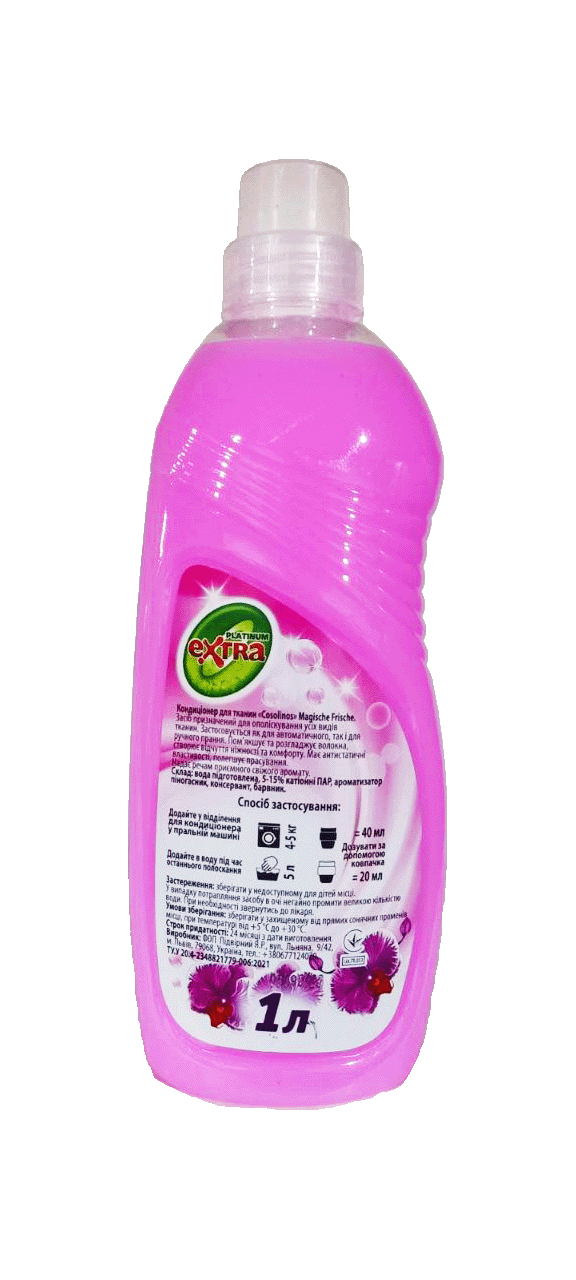 PLATINUM
eXTRA
Кондиціонер для тканин «Cosolinos» Magische Frische.
Засіб призначений для ополіскування усіх видів
тканин. Застосовується як для автоматичного, так і для
ручного прання. Пом`якшує та розгладжує волокна,
створює відчуття ніжності та комфорту. Має антистатичні
властивості, полегшує прасування.
Надає речам приємного свіжого аромату.
Склад: вода підготовлена, 5-15% катіонні ПАР, ароматизатор
піногасник, консервант, барвник.
Спосіб застосування:
Додайте у відділення
для кондиціонера
у пральній машині
4-5 кг
= 40 мл
Дозувати за
допомогою
ковпачка
Додайте в воду під час
останнього полоскання
5 л
= 20 мл
Застереження: зберігати у недоступному для дітей місці.
У випадку потрапляння засобу в очі негайно промити великою кількістю
води. При необхідності звернутись до лікаря.
Умови зберігання: зберігати у захищеному від прямих сонячних променів
місці, при температурі від +5 °С до +30 °С.
Строк придатності: 24 місяці з дати виготовлення.
Виробник: ФОП Підвірний Я.Р., вул. Льняна, 9/42,
м. Львів, 79068, Україна, тел.: +380677124020,
ТУ.У 20.4-2348821779-006:2021
1 л